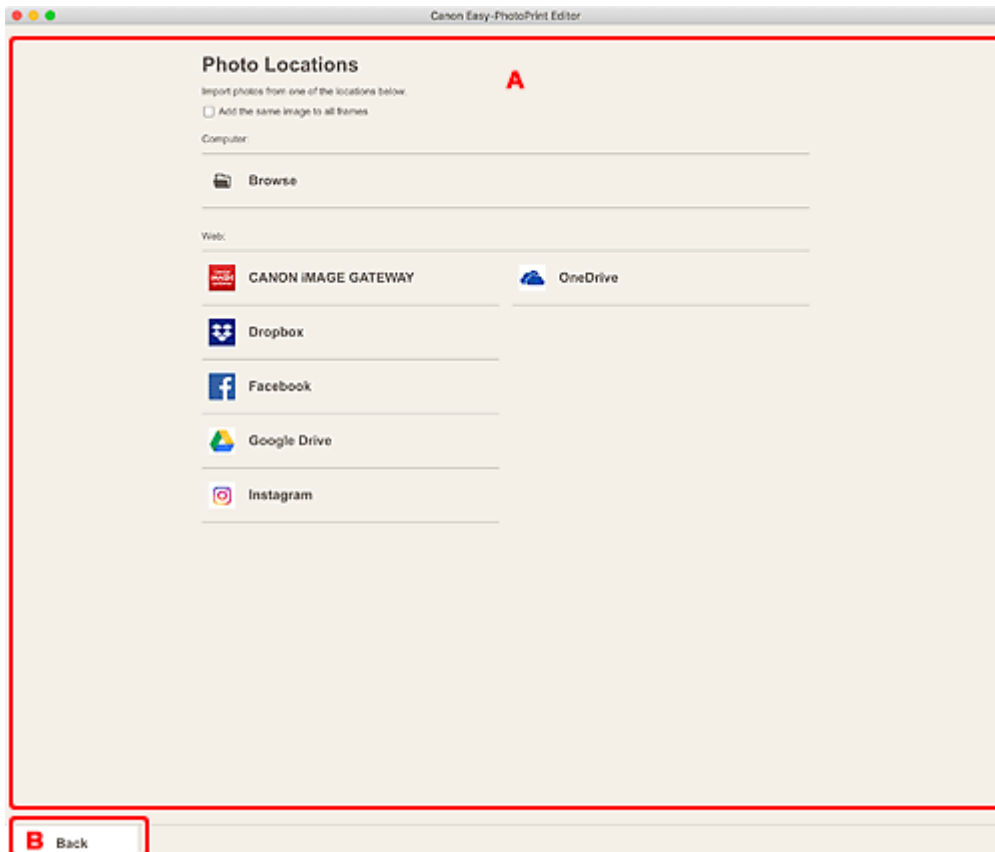 Canon Easy-PhotoPrint Editor
Photo Locations
A
Import photos from one of the locations below.
Add the same image to all frames
Computer:
Browse
Web:
CANON iMAGE GATEWAY
OneDrive
Dropbox
Facebook
Google Drive
Instagram
B Back